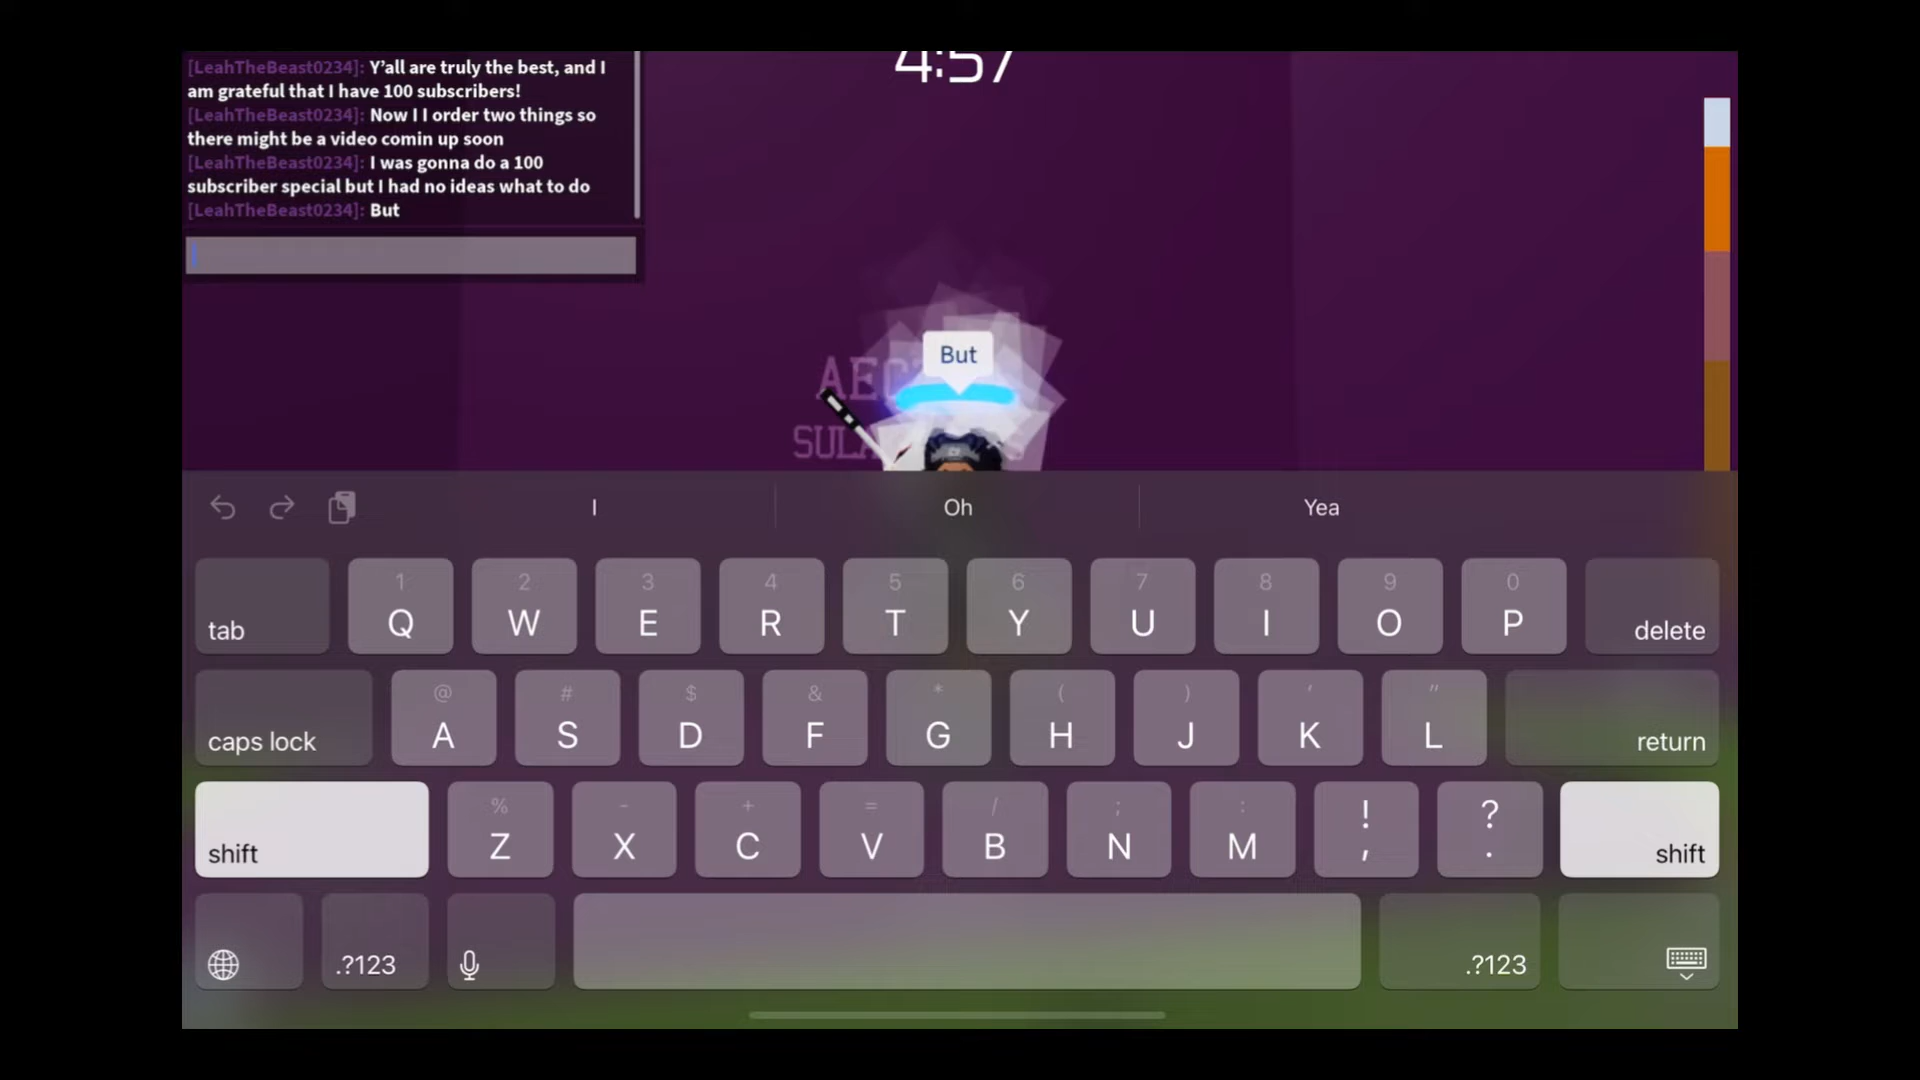 [LeahTheBeast0234]: Y'all are truly the best, and I
am grateful that I have 100 subscribers!
[LeahTheBeast0234]: Now I I order two things so
there might be a video comin up soon
[LeahTheBeast0234]: I was gonna do a 100
subscriber special but I had no ideas what to do
[LeahTheBeast0234]: But
4:57
But
I Oh Yea
1 2 3 4 5 6 7 8 9 0
tab Q W E R T Y U I O P delete
@ # $ & * ( ) ' "
caps lock A S D F G H J K L return
% - + = / ; : ! ?
shift Z X C V B N M , . shift
.?123 .?123